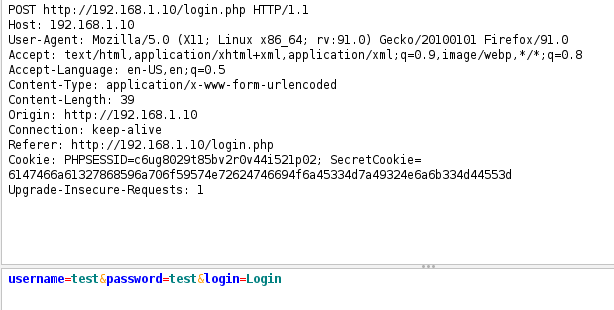 POST http://192.168.1.10/login.php HTTP/1.1
Host: 192.168.1.10
User-Agent: Mozilla/5.0 (X11; Linux x86_64; rv:91.0) Gecko/20100101 Firefox/91.0
Accept: text/html,application/xhtml+xml,application/xml;q=0.9,image/webp,*/*;q=0.8
Accept-Language: en-US,en;q=0.5
Content-Type: application/x-www-form-urlencoded
Content-Length: 39
Origin: http://192.168.1.10
Connection: keep-alive
Referer: http://192.168.1.10/login.php
Cookie: PHPSESSID=c6ug8029t85bv2r0v44i52lp02; SecretCookie=
6147466a61327868596a706f59574e72624746694f6a45334d7a49324e6a6b334d44553d
Upgrade-Insecure-Requests: 1
username=test&password=test&login=Login